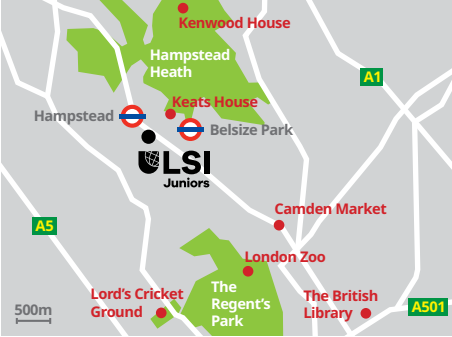 Kenwood House
Hampstead
Heath
A1
Keats House
Hampstead
Belsize Park
LSI
Juniors
Camden Market
A5
London Zoo
Lord's Cricket
Ground
The
Regent's
Park
The British
Library
A501
500m